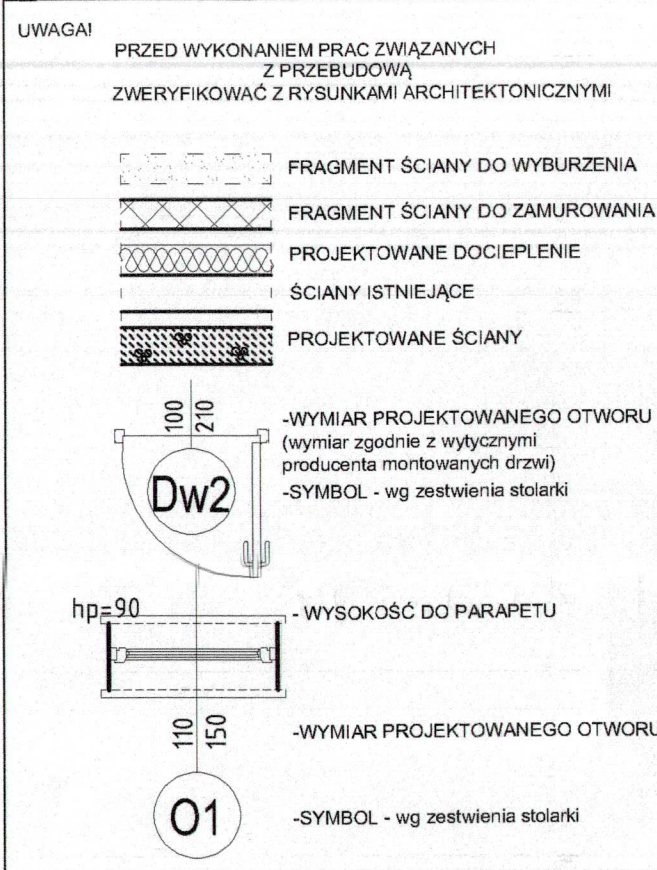 UWAGA!
PRZED WYKONANIEM PRAC ZWIĄZANYCH
Z PRZEBUDOWĄ
ZWERYFIKOWAĆ Z RYSUNKAMI ARCHITEKTONICZNYMI
FRAGMENT ŚCIANY DO WYBURZENIA
FRAGMENT ŚCIANY DO ZAMUROWANIA
PROJEKTOWANE DOCIEPLENIE
ŚCIANY ISTNIEJĄCE
PROJEKTOWANE ŚCIANY
100
210
-WYMIAR PROJEKTOWANEGO OTWORU
(wymiar zgodnie z wytycznymi
producenta montowanych drzwi)
Dw2
-SYMBOL - wg zestwienia stolarki
hp=90
- WYSOKOŚĆ DO PARAPETU
110
150
-WYMIAR PROJEKTOWANEGO OTWORU
O1
-SYMBOL - wg zestwienia stolarki